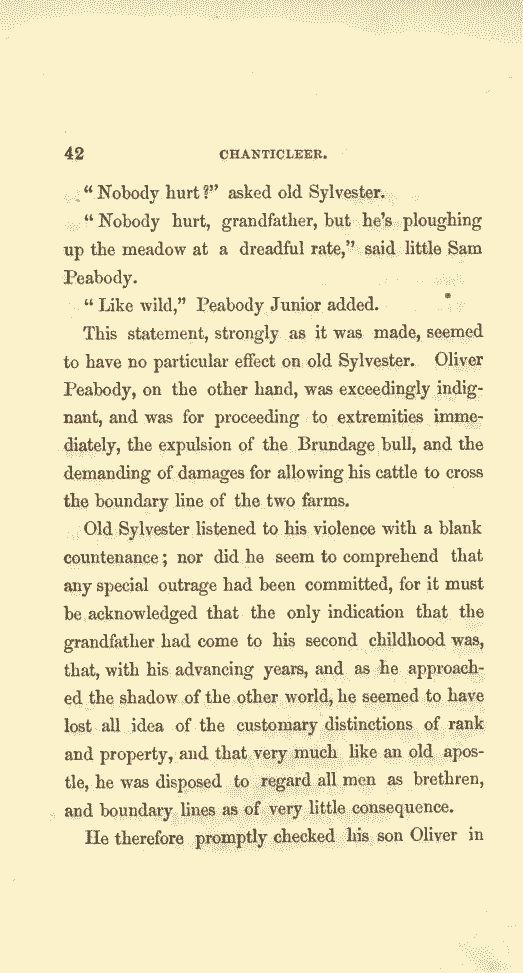 42 CHANTICLEER.
“ Nobody hurt?” asked old Sylvester.
“ Nobody hurt, grandfather, but he’s ploughing
up the meadow at a dreadful rate,” said little Sam
Peabody.
“ Like wild,” Peabody Junior added.
This statement, strongly as it was made, seemed
to have no particular effect on old Sylvester. Oliver
Peabody, on the other hand, was exceedingly indig-
nant, and was for proceeding to extremities imme-
diately, the expulsion of the Brundage bull, and the
demanding of damages for allowing his cattle to cross
the boundary line of the two farms.
Old Sylvester listened to his violence with a blank
countenance; nor did he seem to comprehend that
any special outrage had been committed, for it must
be acknowledged that the only indication that the
grandfather had come to his second childhood was,
that, with his advancing years, and as he approach-
ed the shadow of the other world, he seemed to have
lost all idea of the customary distinctions of rank
and property, and that very much like an old apos-
tle, he was disposed to regard all men as brethren,
and boundary lines as of very little consequence.
He therefore promptly checked his son Oliver in